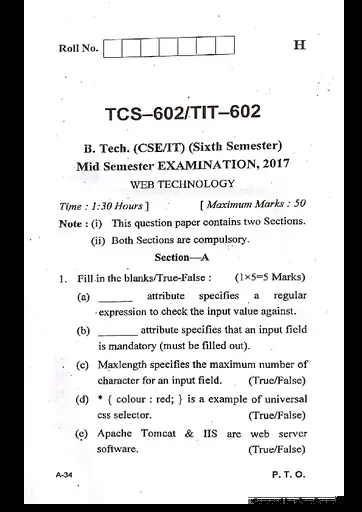 Roll No.
H
TCS–602/TIT–602
B. Tech. (CSE/IT) (Sixth Semester)
Mid Semester EXAMINATION, 2017
WEB TECHNOLOGY
Time : 1:30 Hours ] [ Maximum Marks : 50
Note : (i) This question paper contains two Sections.
(ii) Both Sections are compulsory.
Section—A
1. Fill in the blanks/True-False : (1×5=5 Marks)
(a) ______ attribute specifies a regular
expression to check the input value against.
(b) ______ attribute specifies that an input field
is mandatory (must be filled out).
(c) Maxlength specifies the maximum number of
character for an input field. (True/False)
(d) * { colour : red; } is a example of universal
css selector. (True/False)
(e) Apache Tomcat & IIS are web server
software. (True/False)
A-34 P. T. O.